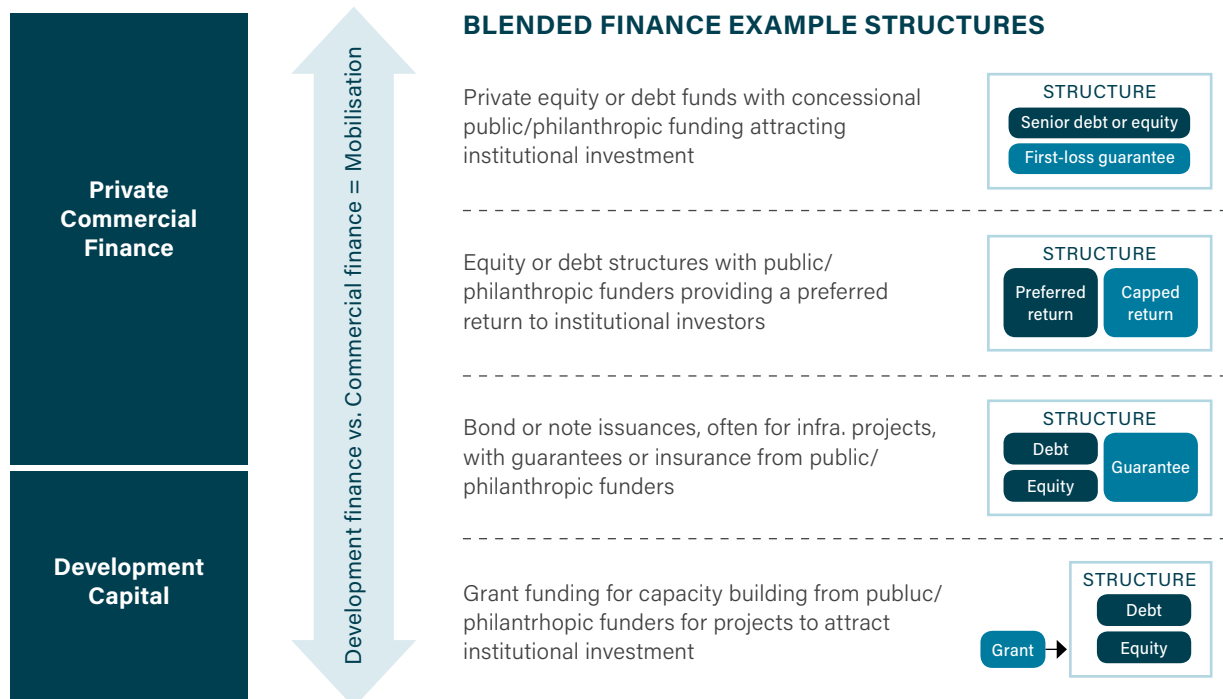 Private
Commercial
Finance
Development
Capital
Development finance vs. Commercial finance = Mobilisation
BLENDED FINANCE EXAMPLE STRUCTURES
Private equity or debt funds with concessional
public/philanthropic funding attracting
institutional investment
STRUCTURE
Senior debt or equity
First-loss guarantee
Equity or debt structures with public/
philanthropic funders providing a preferred
return to institutional investors
STRUCTURE
Preferred
return
Capped
return
Bond or note issuances, often for infra. projects,
with guarantees or insurance from public/
philanthropic funders
STRUCTURE
Debt
Equity
Guarantee
Grant funding for capacity building from publuc/
philantrhopic funders for projects to attract
institutional investment
Grant
STRUCTURE
Debt
Equity